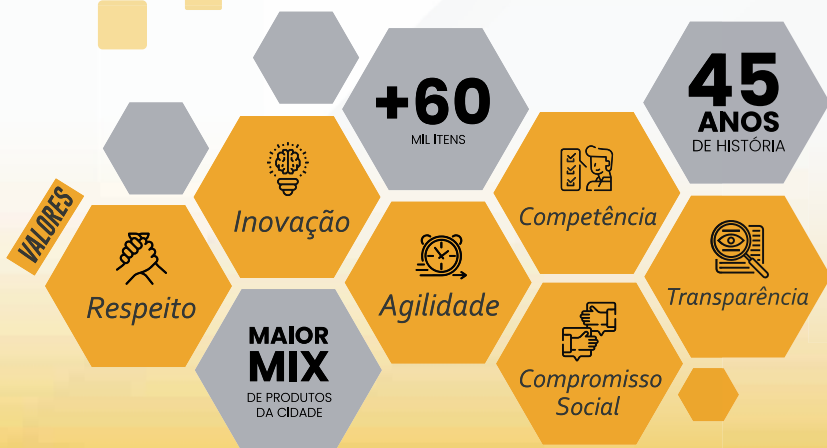 VALORES
Respeito
Inovação
MAIOR
MIX
DE PRODUTOS
DA CIDADE
+60
MIL ITENS
Agilidade
Competência
Compromisso
Social
45
ANOS
DE HISTÓRIA
Transparência